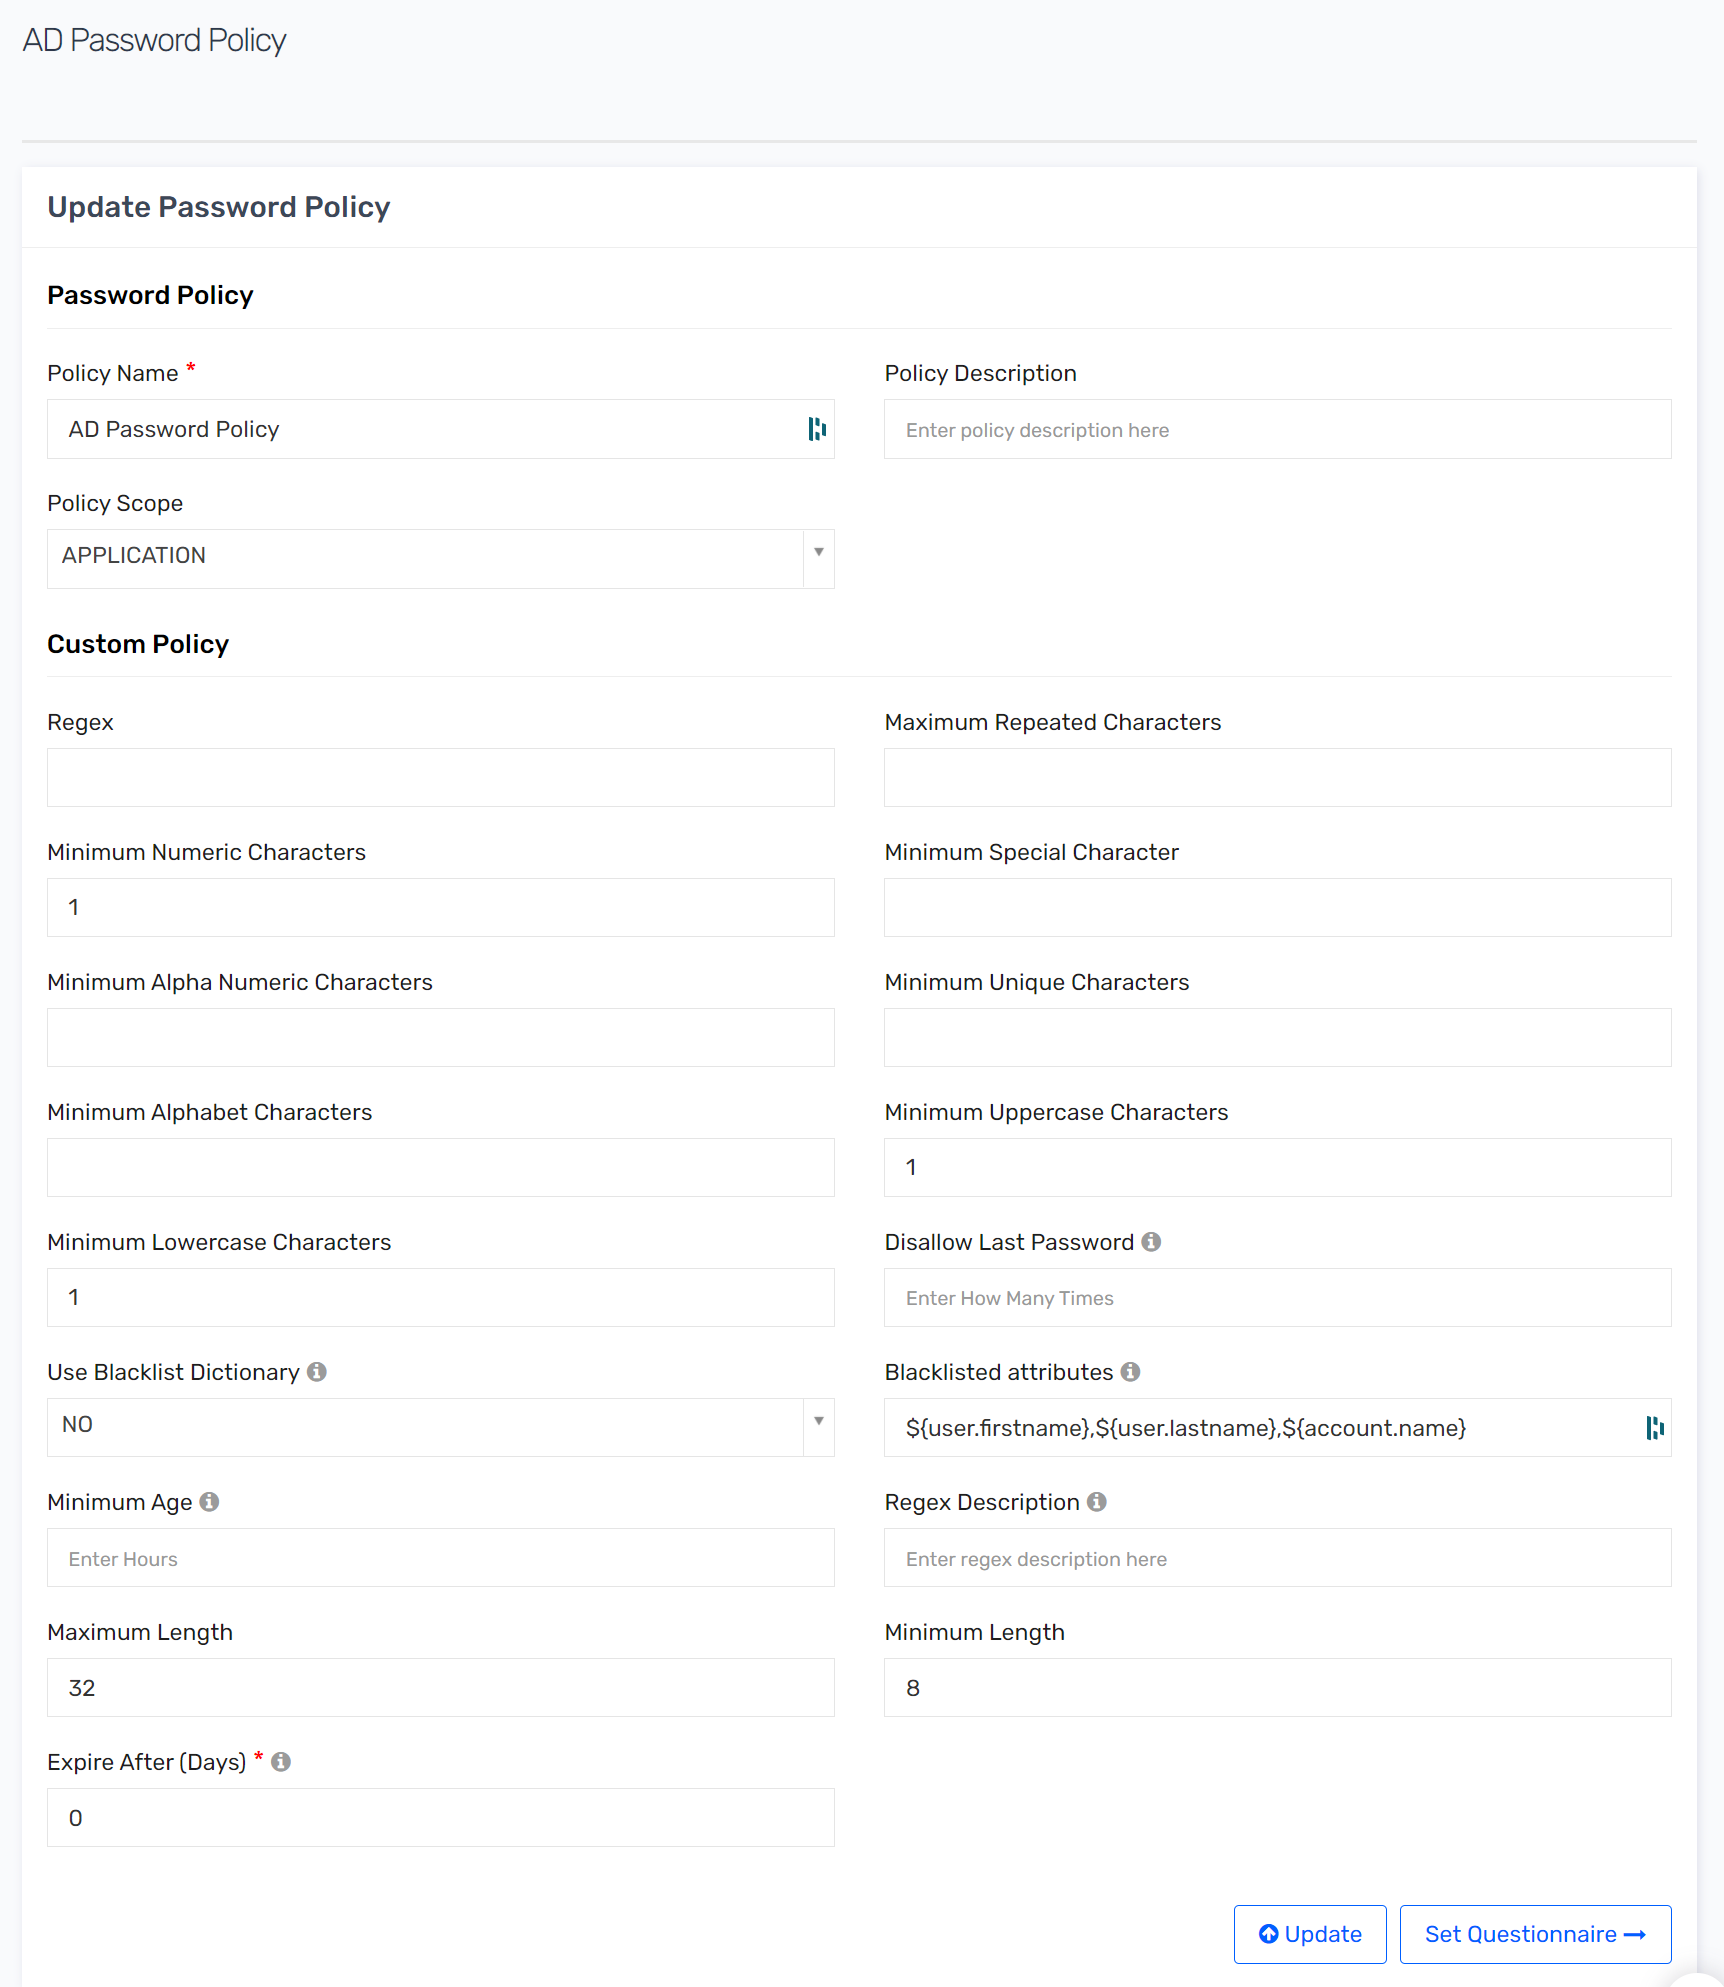 AD Password Policy
Update Password Policy
Password Policy
Policy Name *
Policy Description
AD Password Policy
Enter policy description here
Policy Scope
APPLICATION
Custom Policy
Regex
Maximum Repeated Characters
Minimum Numeric Characters
Minimum Special Character
1
Minimum Alpha Numeric Characters
Minimum Unique Characters
Minimum Alphabet Characters
Minimum Uppercase Characters
1
Minimum Lowercase Characters
Disallow Last Password
1
Enter How Many Times
Use Blacklist Dictionary
Blacklisted attributes
NO
${user.firstname},${user.lastname},${account.name}
Minimum Age
Regex Description
Enter Hours
Enter regex description here
Maximum Length
Minimum Length
32
8
Expire After (Days) *
0
Update
Set Questionnaire